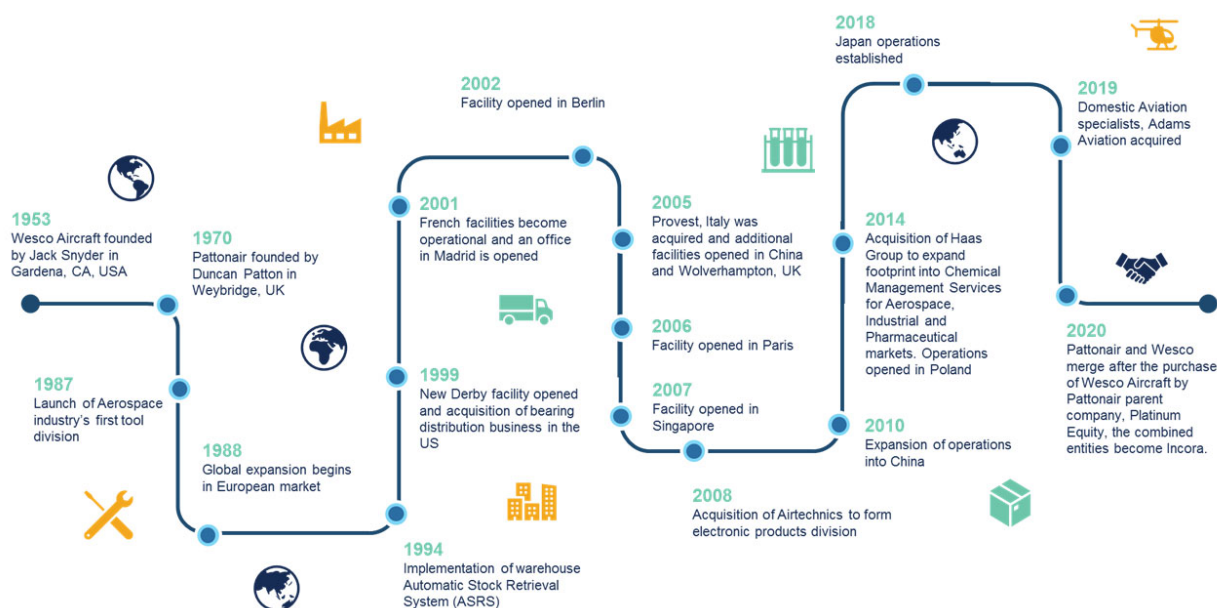 1953
Wesco Aircraft founded
by Jack Snyder in
Gardena, CA, USA
1970
Pattonair founded by
Duncan Patton in
Weybridge, UK
1987
Launch of Aerospace
industry's first tool
division
1988
Global expansion begins
in European market
1994
Implementation of warehouse
Automatic Stock Retrieval
System (ASRS)
1999
New Derby facility opened
and acquisition of bearing
distribution business in the
US
2001
French facilities become
operational and an office
in Madrid is opened
2002
Facility opened in Berlin
2005
Provest, Italy was
acquired and additional
facilities opened in China
and Wolverhampton, UK
2006
Facility opened in Paris
2007
Facility opened in
Singapore
2008
Acquisition of Airtechnics to form
electronic products division
2010
Expansion of operations
into China
2014
Acquisition of Haas
Group to expand
footprint into Chemical
Management Services
for Aerospace,
Industrial and
Pharmaceutical
markets. Operations
opened in Poland
2018
Japan operations
established
2019
Domestic Aviation
specialists, Adams
Aviation acquired
2020
Pattonair and Wesco
merge after the purchase
of Wesco Aircraft by
Pattonair parent
company, Platinum
Equity, the combined
entities become Incora.